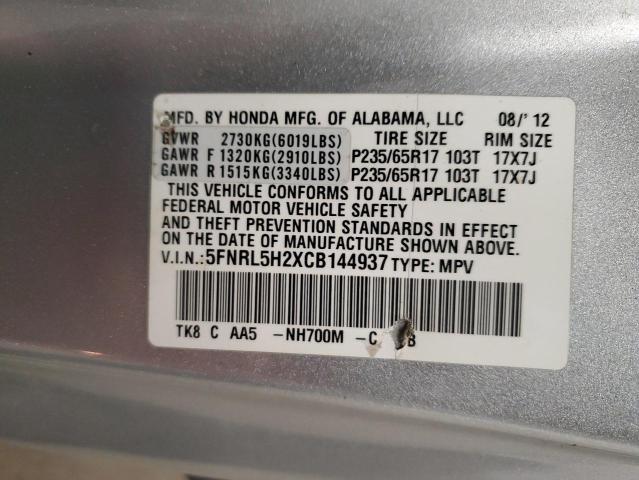 MFD. BY HONDA MFG. OF ALABAMA, LLC 08/'12
GVWR 2730KG(6019LBS) TIRE SIZE RIM SIZE
GAWR F 1320KG(2910LBS) P235/65R17 103T 17X7J
GAWR R 1515KG(3340LBS) P235/65R17 103T 17X7J
THIS VEHICLE CONFORMS TO ALL APPLICABLE
FEDERAL MOTOR VEHICLE SAFETY
AND THEFT PREVENTION STANDARDS IN EFFECT
ON THE DATE OF MANUFACTURE SHOWN ABOVE.
V.I.N.:5FNRL5H2XCB144937 TYPE: MPV
TK8 C AA5 -NH700M -C B